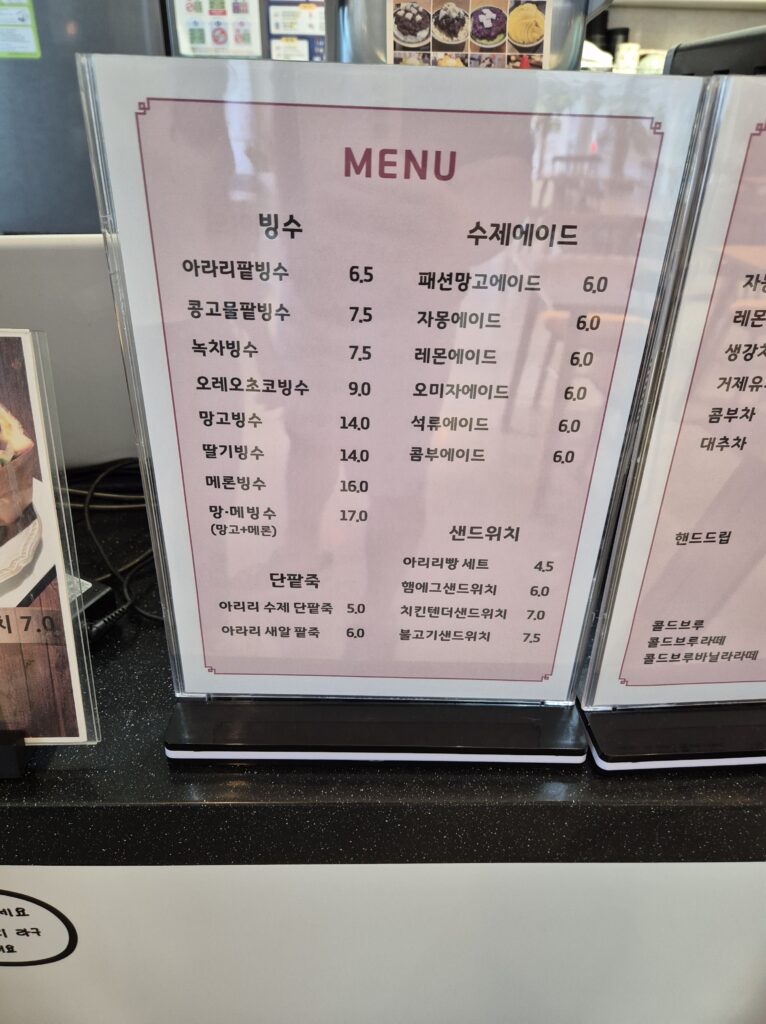 MENU
빙수
아라리팥빙수 6.5
콩고물팥빙수 7.5
녹차빙수 7.5
오레오초코빙수 9.0
망고빙수 14.0
딸기빙수 14.0
메론빙수 16.0
망·메빙수 17.0
(망고+메론)
단팥죽
아리리 수제 단팥죽 5.0
아라리 새알 팥죽 6.0
수제에이드
패션망고에이드 6.0
자몽에이드 6.0
레몬에이드 6.0
오미자에이드 6.0
석류에이드 6.0
콤부에이드 6.0
샌드위치
아리리빵 세트 4.5
햄에그샌드위치 6.0
치킨텐더샌드위치 7.0
불고기샌드위치 7.5
자몽
레몬
생강차
거제유
콤부차
대추차
핸드드립
콜드브루
콜드브루라떼
콜드브루바닐라라떼
치 7.0
세요
라구